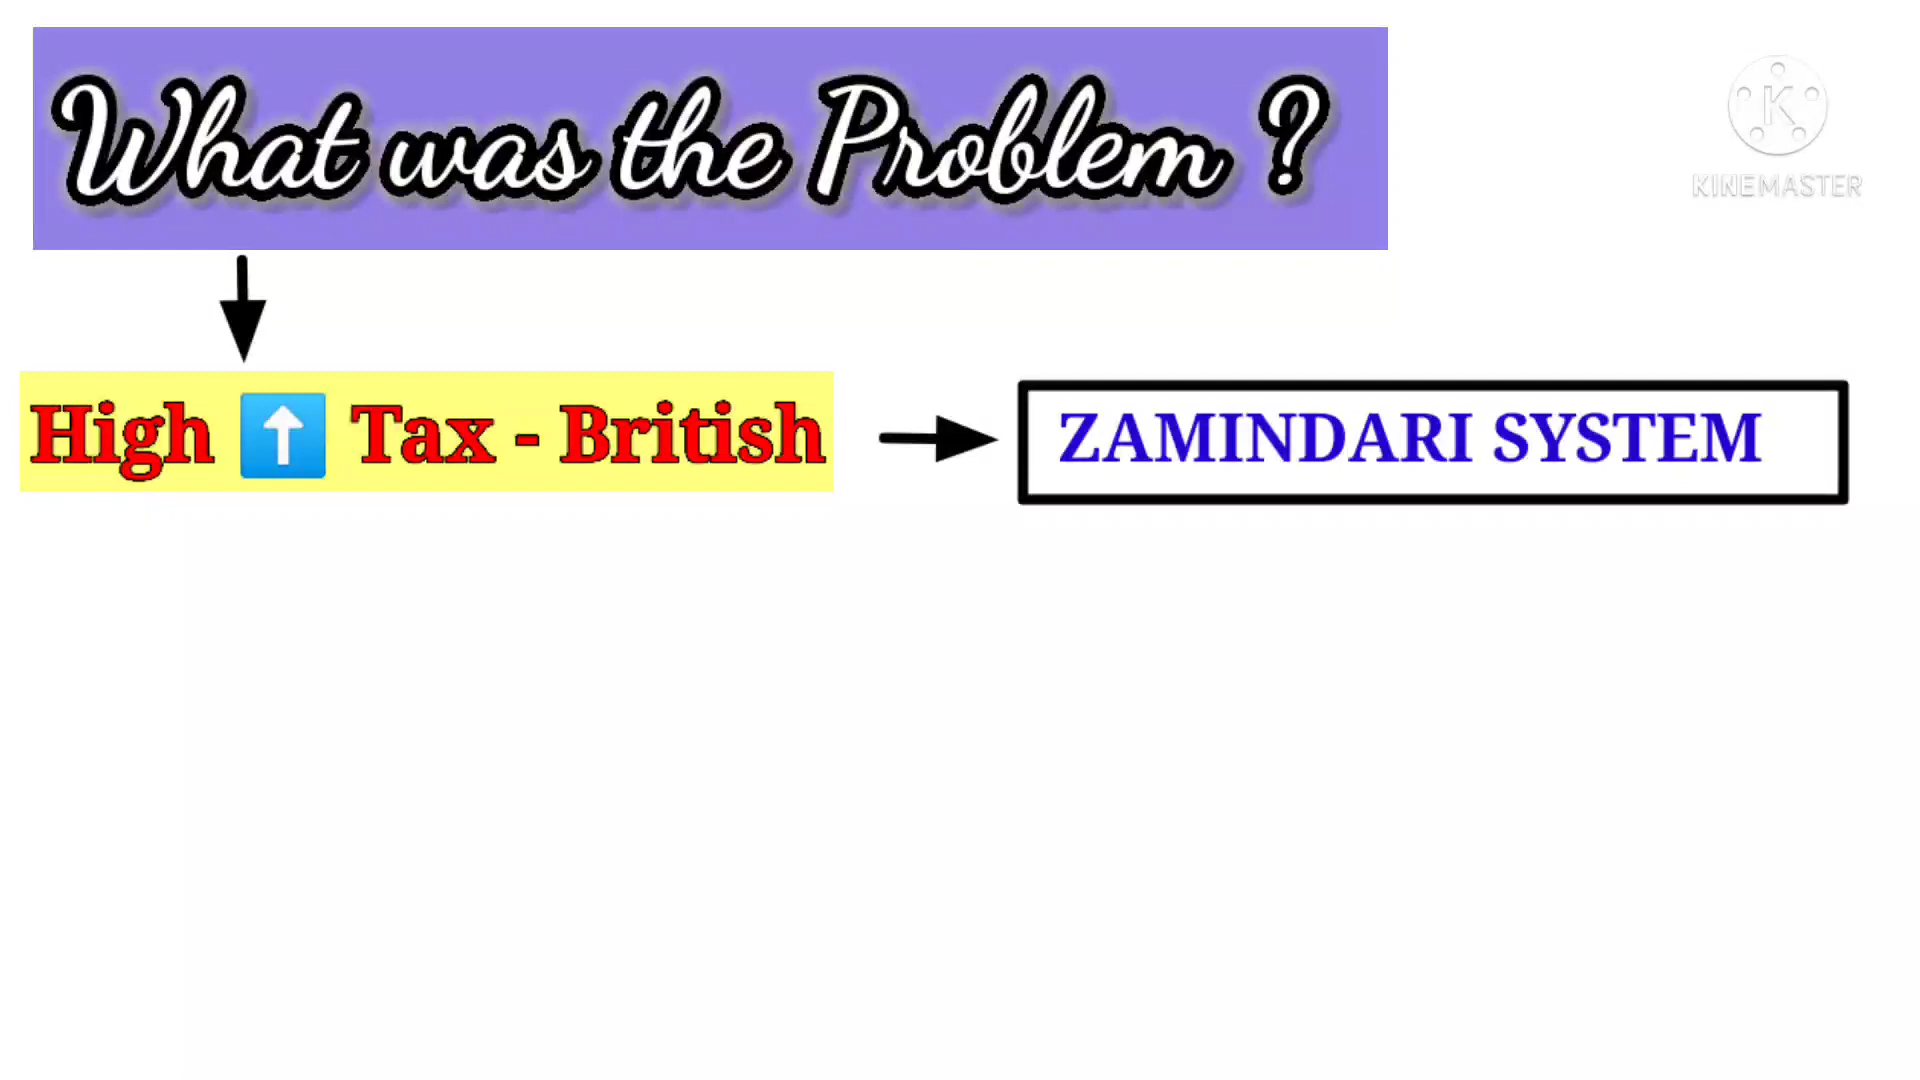 What was the Problem ?
KINEMASTER
High ⬆️ Tax - British
ZAMINDARI SYSTEM